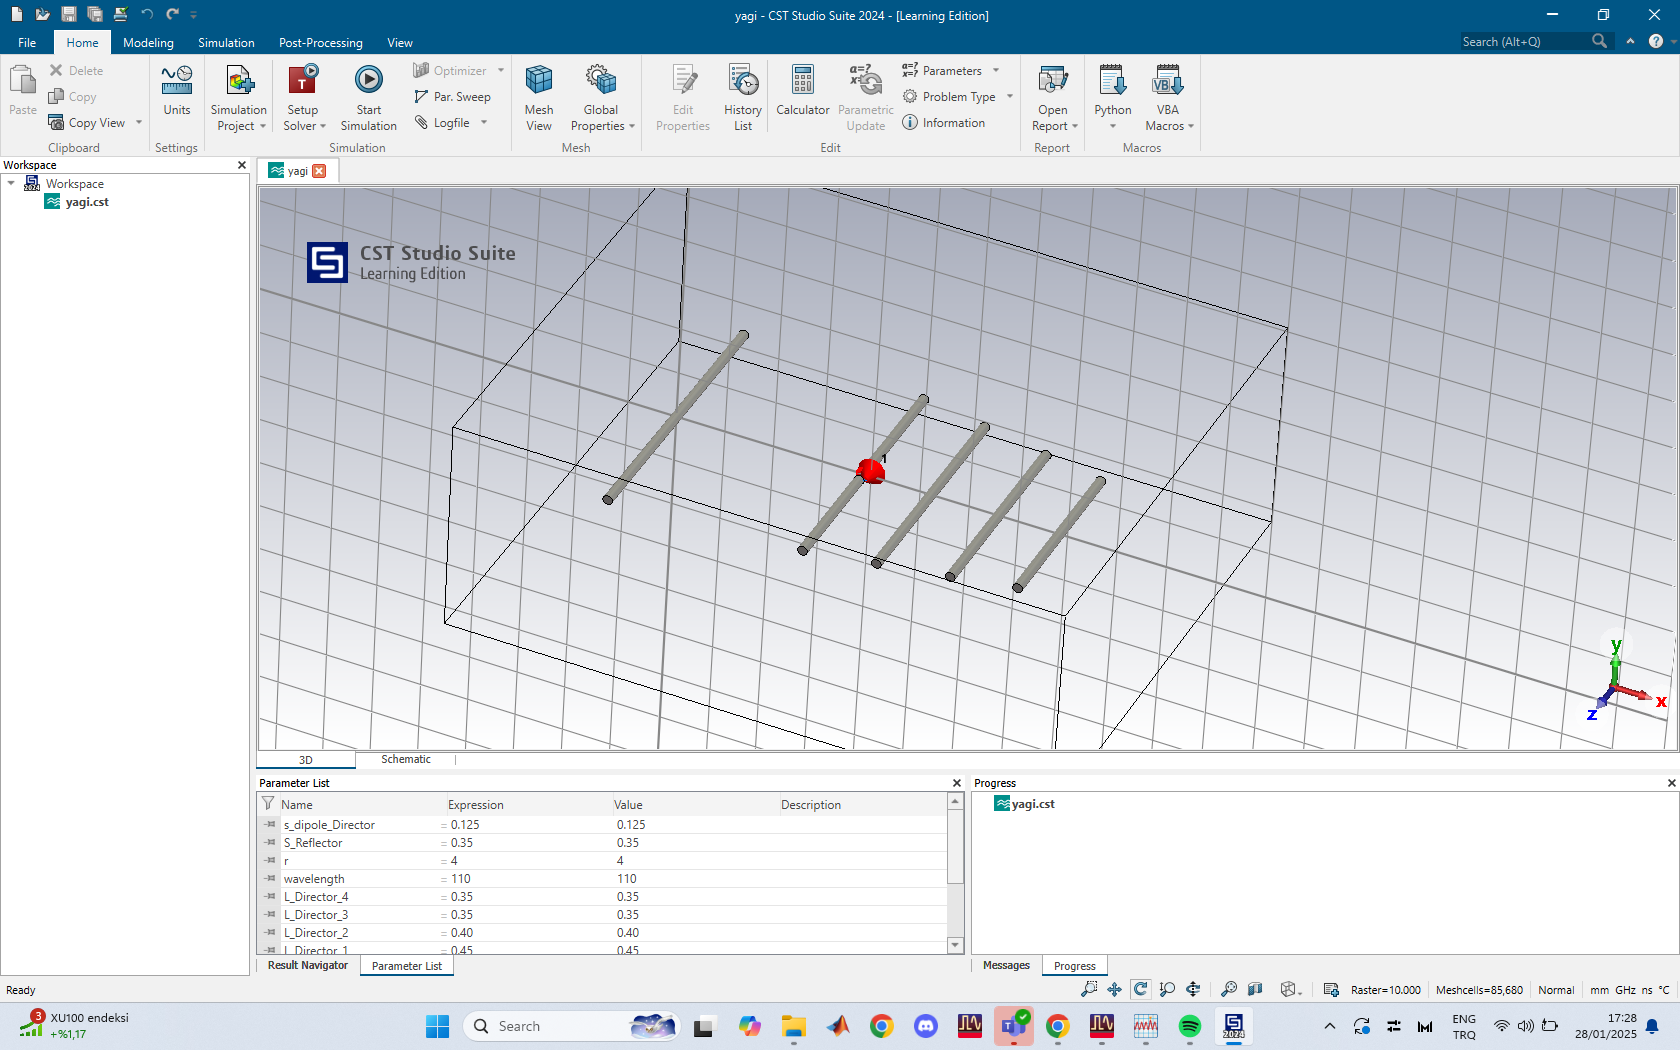 yagi - CST Studio Suite 2024 - [Learning Edition]
File Home Modeling Simulation Post-Processing View
Search (Alt+Q)
Paste
Delete
Copy
Copy View
Clipboard
Units
Settings
Simulation
Project
Setup
Solver
Start
Simulation
Optimizer
Par. Sweep
Logfile
Simulation
Mesh
View
Global
Properties
Mesh
Edit
Properties
History
List
Calculator
Parametric
Update
Parameters
Problem Type
Information
Edit
Open
Report
Report
Python
VBA
Macros
Macros
Workspace
Workspace
yagi.cst
yagi
CST Studio Suite
Learning Edition
1
y
x
z
3D Schematic
Parameter List
Name Expression Value Description
s_dipole_Director = 0.125 0.125
S_Reflector = 0.35 0.35
r = 4 4
wavelength = 110 110
L_Director_4 = 0.35 0.35
L_Director_3 = 0.35 0.35
L_Director_2 = 0.40 0.40
L_Director_1 = 0.45 0.45
Result Navigator Parameter List
Progress
yagi.cst
Messages Progress
Ready
Raster=10.000 Meshcells=85,680 Normal mm GHz ns °C
3
XU100 endeksi
+%1,17
Search
2024
ENG
TRQ
17:28
28/01/2025